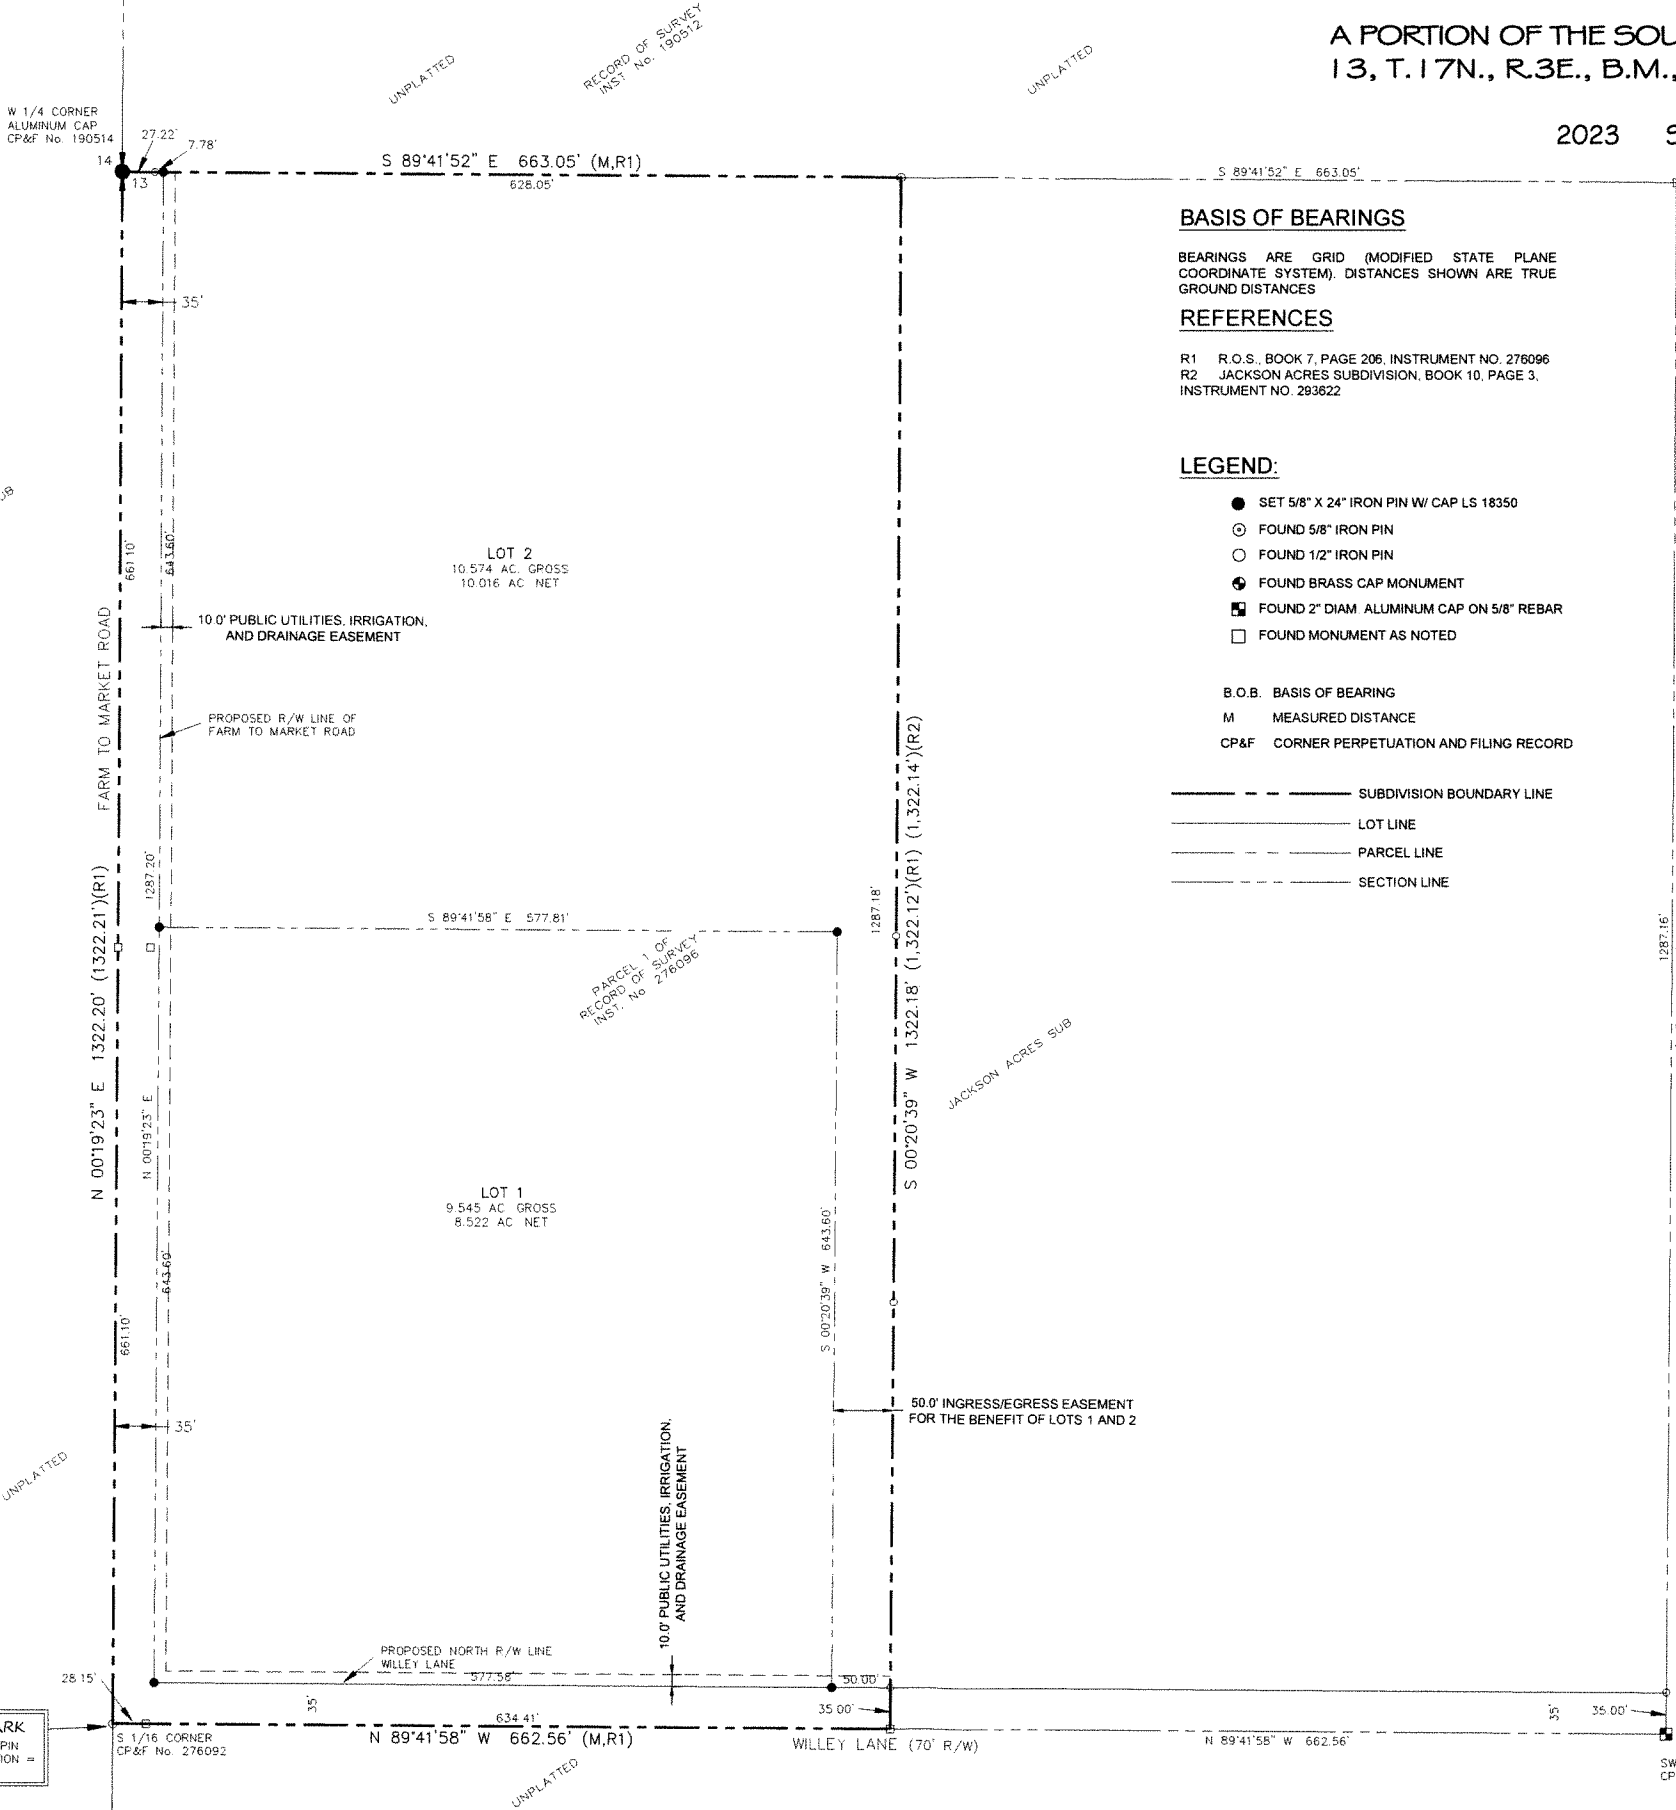 A PORTION OF THE SOU
13, T.17N., R.3E., B.M.,
2023 S
UNPLATTED
RECORD OF SURVEY
INST. No. 190512
UNPLATTED
W 1/4 CORNER
ALUMINUM CAP
CP&F No. 190514
14
13
27.22'
7.78'
S 89°41'52" E 663.05' (M,R1)
628.05'
S 89°41'52" E 663.05'
BASIS OF BEARINGS
BEARINGS ARE GRID (MODIFIED STATE PLANE
COORDINATE SYSTEM). DISTANCES SHOWN ARE TRUE
GROUND DISTANCES
REFERENCES
R1 R.O.S., BOOK 7, PAGE 206, INSTRUMENT NO. 276096
R2 JACKSON ACRES SUBDIVISION, BOOK 10, PAGE 3,
INSTRUMENT NO. 293622
LEGEND:
SET 5/8" X 24" IRON PIN W/ CAP LS 18350
FOUND 5/8" IRON PIN
FOUND 1/2" IRON PIN
FOUND BRASS CAP MONUMENT
FOUND 2" DIAM. ALUMINUM CAP ON 5/8" REBAR
FOUND MONUMENT AS NOTED
B.O.B. BASIS OF BEARING
M MEASURED DISTANCE
CP&F CORNER PERPETUATION AND FILING RECORD
SUBDIVISION BOUNDARY LINE
LOT LINE
PARCEL LINE
SECTION LINE
35'
UB
661.10'
643.60'
LOT 2
10.574 AC. GROSS
10.016 AC NET
10.0' PUBLIC UTILITIES, IRRIGATION,
AND DRAINAGE EASEMENT
FARM TO MARKET ROAD
PROPOSED R/W LINE OF
FARM TO MARKET ROAD
N 00°19'23" E 1322.20' (1322.21')(R1)
1287.20'
N 00°19'23" E
S 89°41'58" E 577.81'
PARCEL 1 OF
RECORD OF SURVEY
INST. No 276096
1287.18'
S 00°20'39" W 1322.18' (1,322.12')(R1) (1,322.14')(R2)
1287.16'
JACKSON ACRES SUB
LOT 1
9.545 AC GROSS
8.522 AC NET
643.60'
661.10'
S 00°20'39" W 643.60'
35'
50.0' INGRESS/EGRESS EASEMENT
FOR THE BENEFIT OF LOTS 1 AND 2
10.0' PUBLIC UTILITIES, IRRIGATION,
AND DRAINAGE EASEMENT
UNPLATTED
PROPOSED NORTH R/W LINE
WILLEY LANE
577.58'
50.00'
28.15'
35'
35.00'
35'
35.00'
634.41'
N 89°41'58" W 662.56' (M,R1)
WILLEY LANE (70' R/W)
N 89°41'58" W 662.56'
ARK
PIN
ION =
S 1/16 CORNER
CP&F No. 276092
UNPLATTED
SW
CP